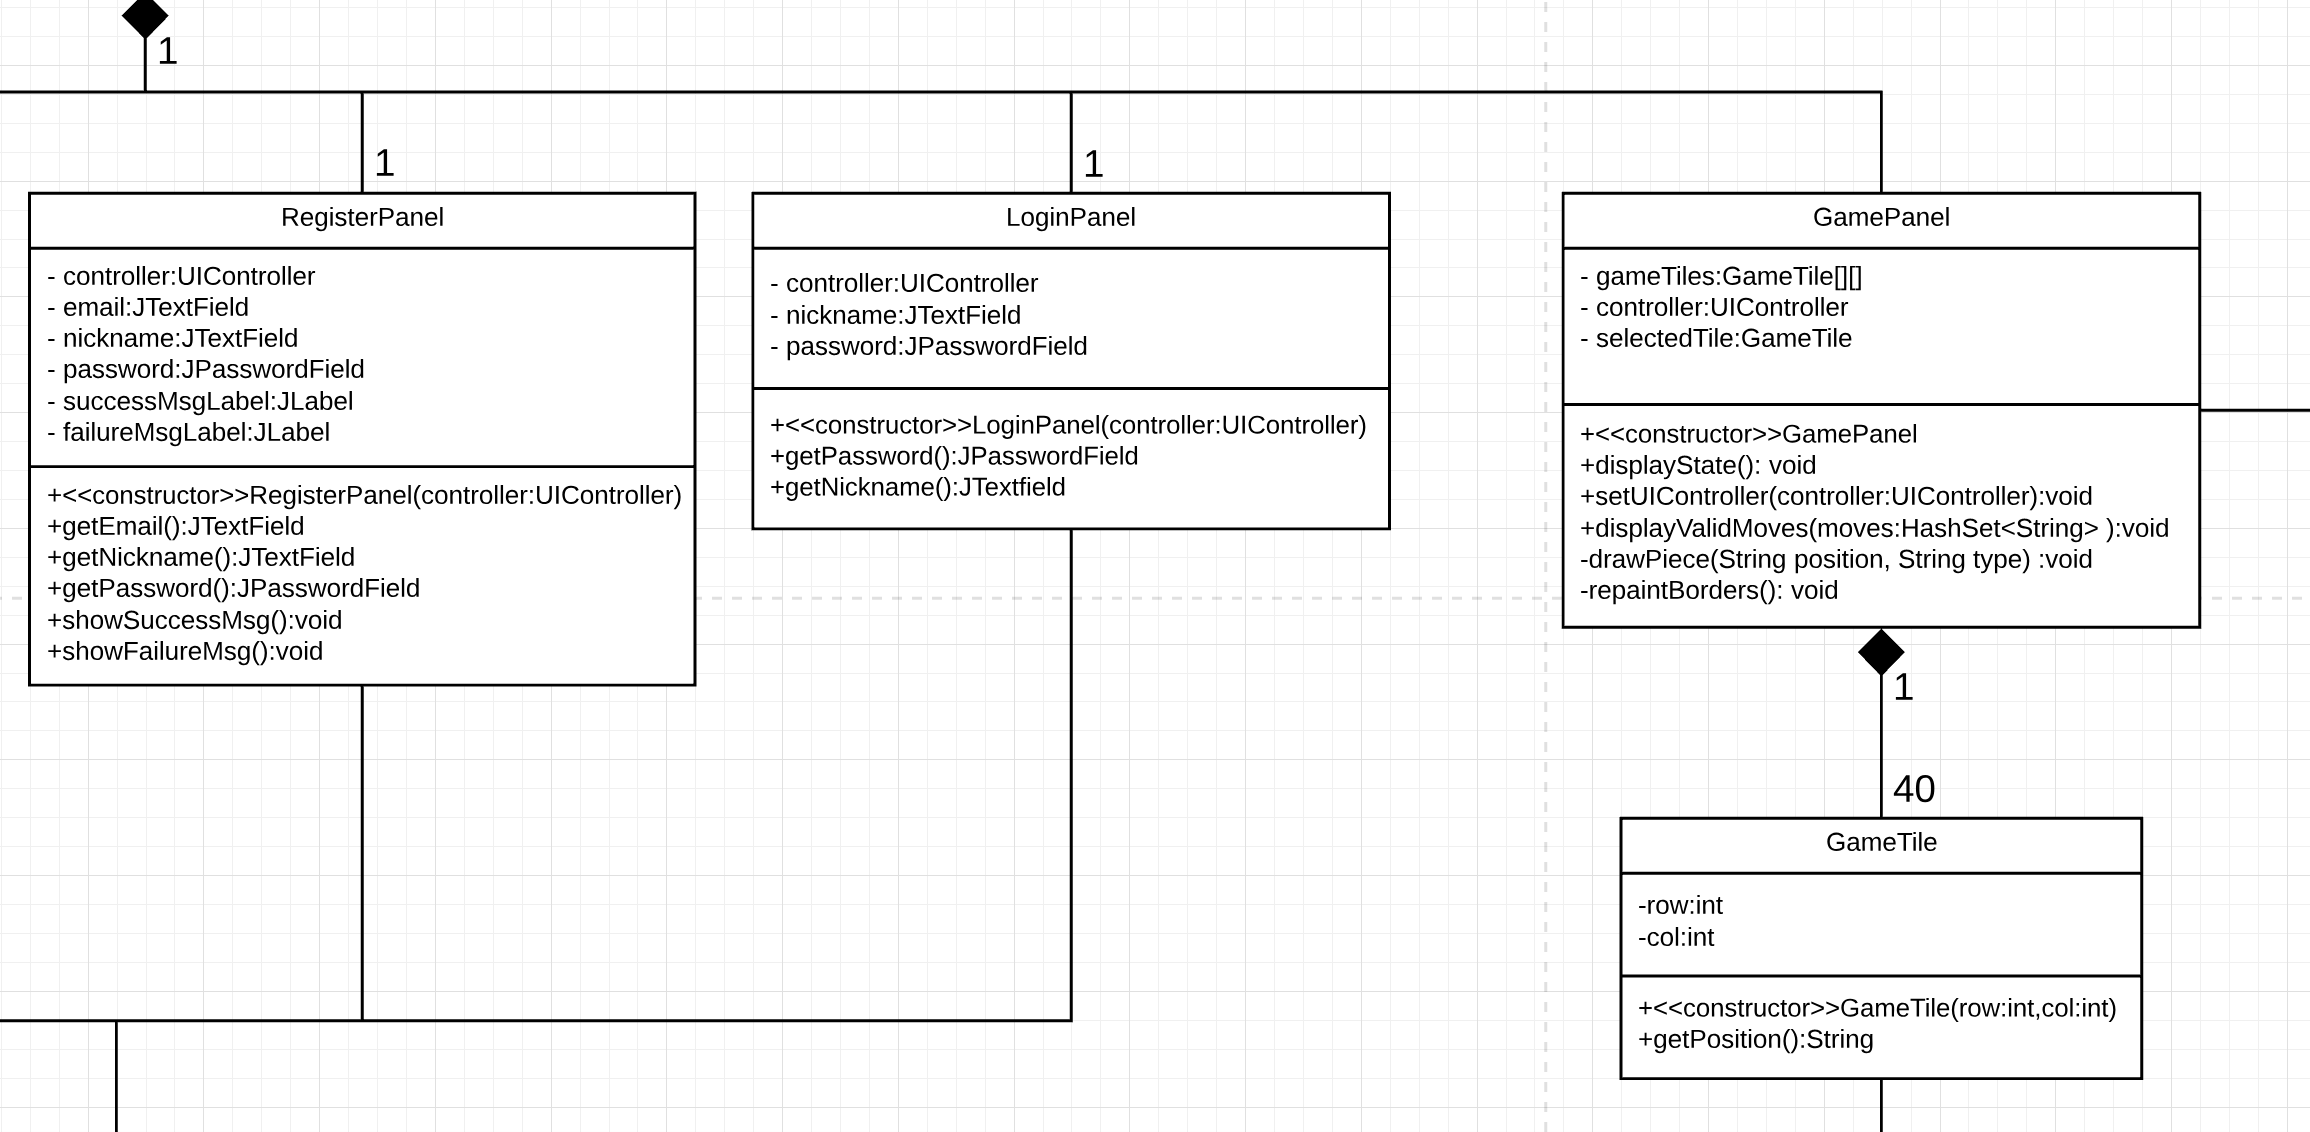 1
1
RegisterPanel
- controller:UIController
- email:JTextField
- nickname:JTextField
- password:JPasswordField
- successMsgLabel:JLabel
- failureMsgLabel:JLabel
+<<constructor>>RegisterPanel(controller:UIController)
+getEmail():JTextField
+getNickname():JTextField
+getPassword():JPasswordField
+showSuccessMsg():void
+showFailureMsg():void
1
LoginPanel
- controller:UIController
- nickname:JTextField
- password:JPasswordField
+<<constructor>>LoginPanel(controller:UIController)
+getPassword():JPasswordField
+getNickname():JTextfield
GamePanel
- gameTiles:GameTile[][]
- controller:UIController
- selectedTile:GameTile
+<<constructor>>GamePanel
+displayState(): void
+setUIController(controller:UIController):void
+displayValidMoves(moves:HashSet<String> ):void
-drawPiece(String position, String type) :void
-repaintBorders(): void
1
40
GameTile
-row:int
-col:int
+<<constructor>>GameTile(row:int,col:int)
+getPosition():String